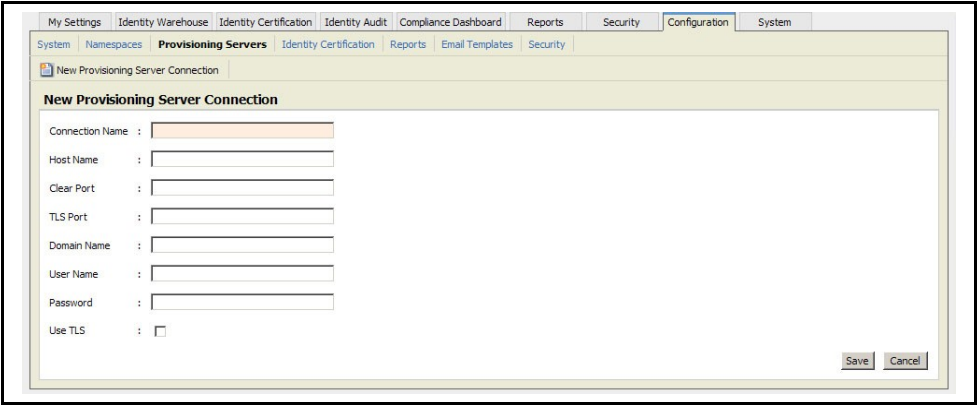 My Settings Identity Warehouse Identity Certification Identity Audit Compliance Dashboard Reports Security Configuration System
System Namespaces Provisioning Servers Identity Certification Reports Email Templates Security
New Provisioning Server Connection
New Provisioning Server Connection
Connection Name :
Host Name :
Clear Port :
TLS Port :
Domain Name :
User Name :
Password :
Use TLS :
Save Cancel